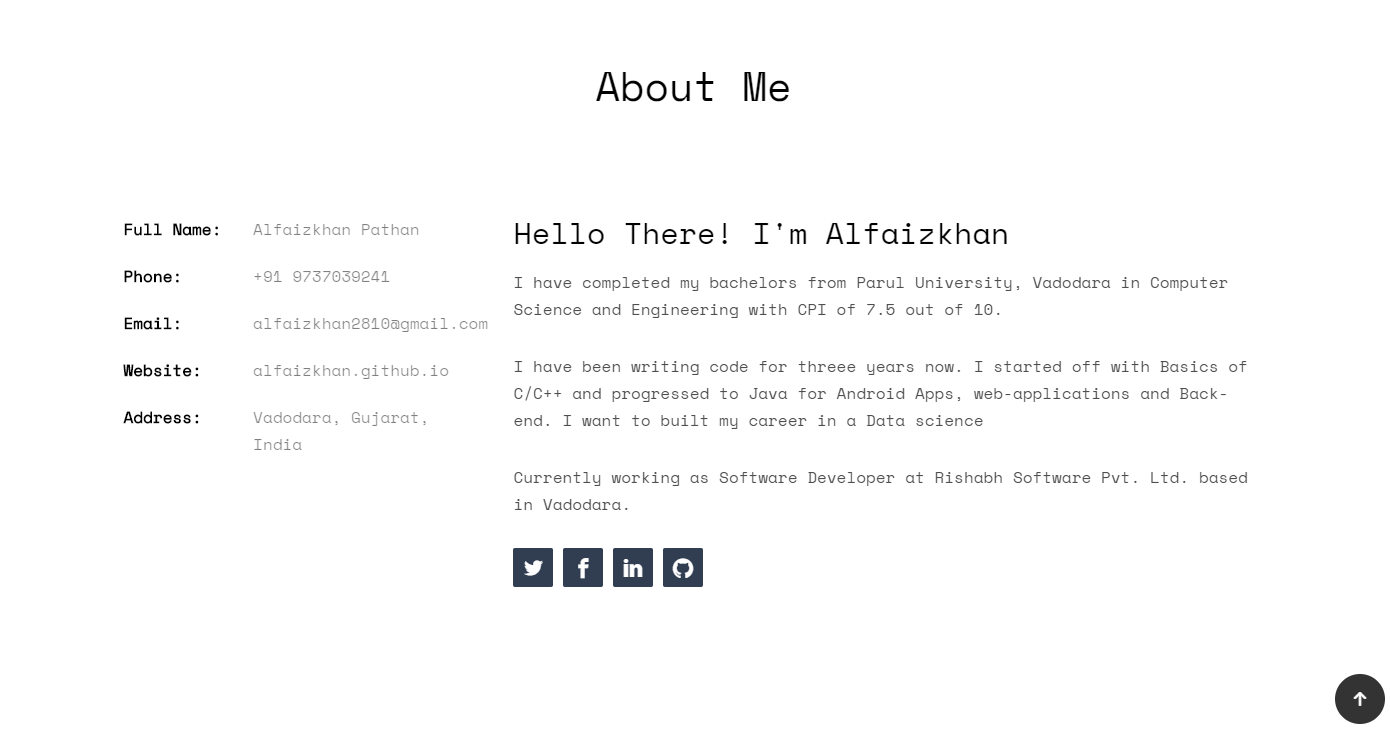 About Me
Full Name: Alfaizkhan Pathan
Phone: +91 9737039241
Email: alfaizkhan2810@gmail.com
Website: alfaizkhan.github.io
Address: Vadodara, Gujarat,
India
Hello There! I'm Alfaizkhan
I have completed my bachelors from Parul University, Vadodara in Computer
Science and Engineering with CPI of 7.5 out of 10.
I have been writing code for threee years now. I started off with Basics of
C/C++ and progressed to Java for Android Apps, web-applications and Back-
end. I want to built my career in a Data science
Currently working as Software Developer at Rishabh Software Pvt. Ltd. based
in Vadodara.